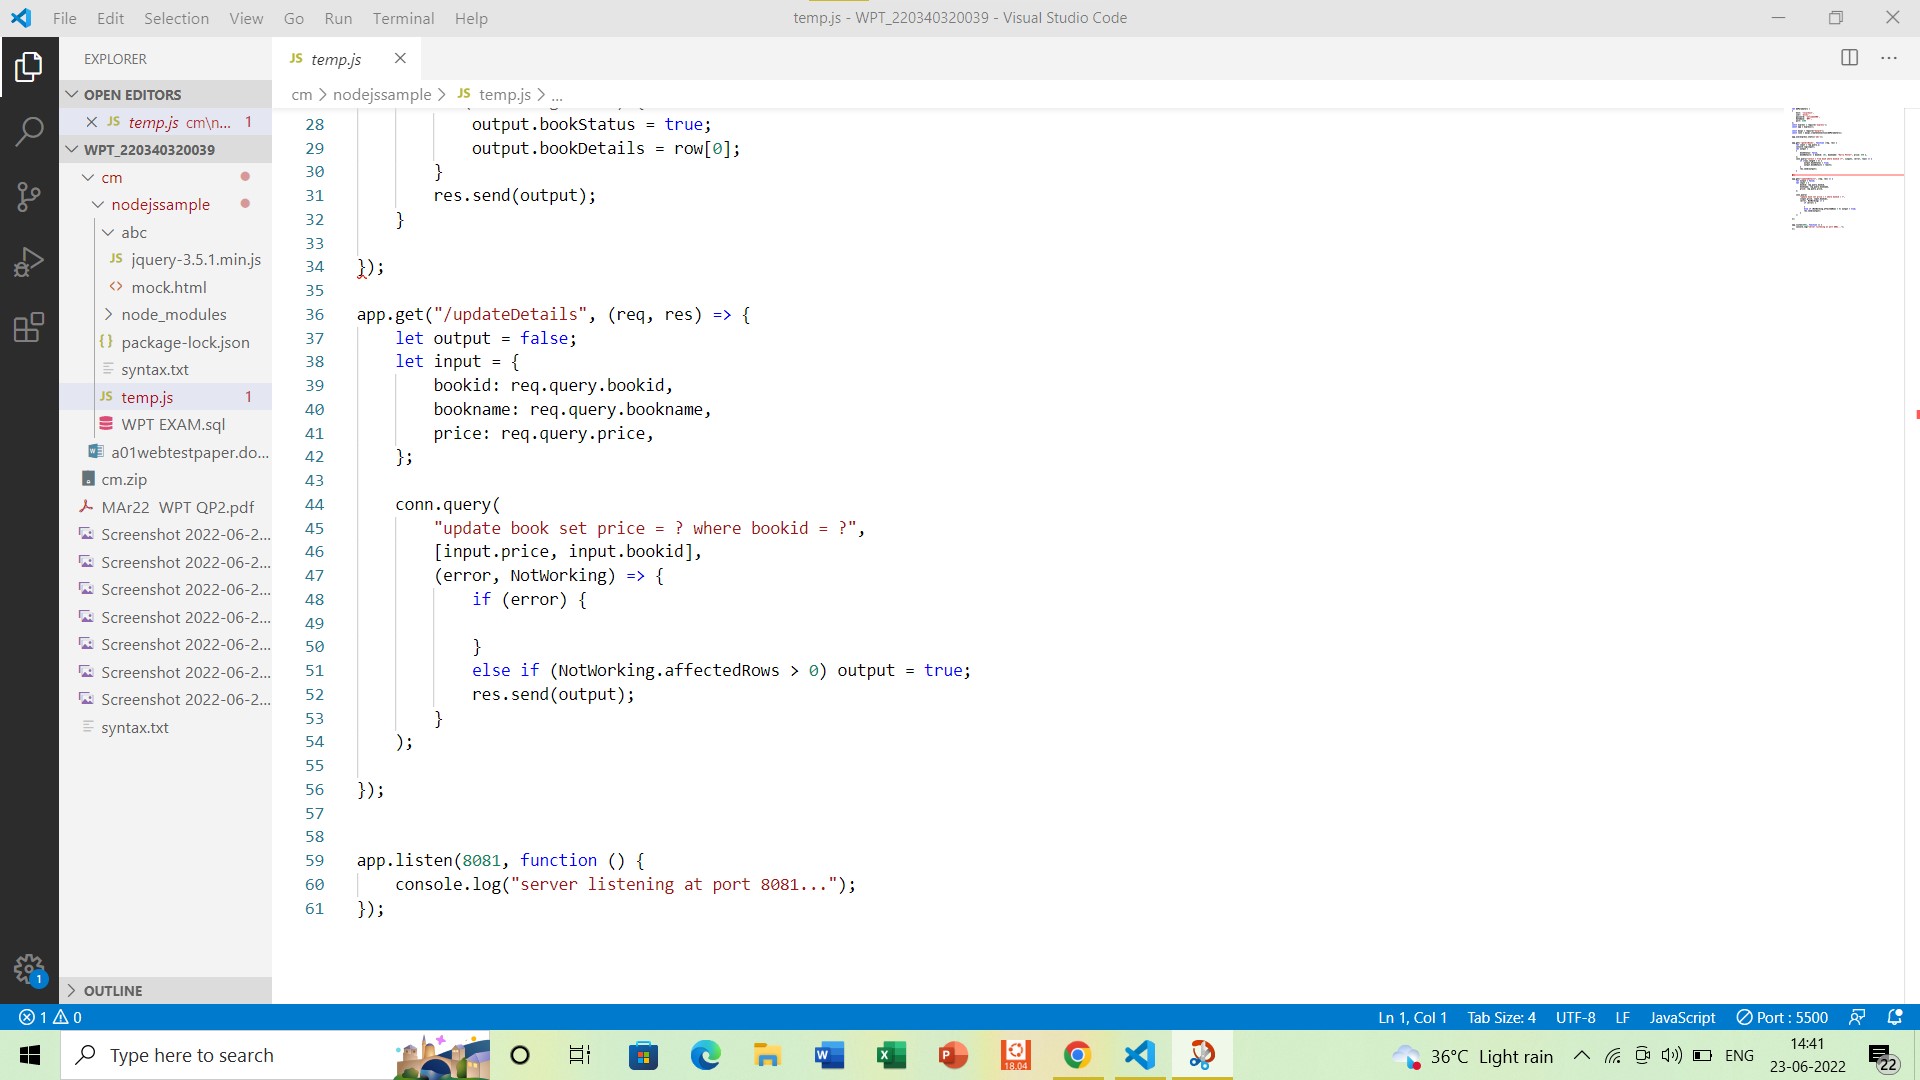 File Edit Selection View Go Run Terminal Help
temp.js - WPT_220340320039 - Visual Studio Code
EXPLORER
JS temp.js
OPEN EDITORS
JS temp.js cm\n... 1
WPT_220340320039
cm
nodejssample
abc
JS jquery-3.5.1.min.js
<> mock.html
node_modules
{} package-lock.json
syntax.txt
JS temp.js 1
WPT EXAM.sql
a01webtestpaper.do...
cm.zip
MAr22 WPT QP2.pdf
Screenshot 2022-06-2...
Screenshot 2022-06-2...
Screenshot 2022-06-2...
Screenshot 2022-06-2...
Screenshot 2022-06-2...
Screenshot 2022-06-2...
Screenshot 2022-06-2...
syntax.txt
OUTLINE
1
cm > nodejssample > JS temp.js > ...
28 output.bookStatus = true;
29 output.bookDetails = row[0];
30 }
31 res.send(output);
32 }
33
34 });
35
36 app.get("/updateDetails", (req, res) => {
37 let output = false;
38 let input = {
39 bookid: req.query.bookid,
40 bookname: req.query.bookname,
41 price: req.query.price,
42 };
43
44 conn.query(
45 "update book set price = ? where bookid = ?",
46 [input.price, input.bookid],
47 (error, NotWorking) => {
48 if (error) {
49
50 }
51 else if (NotWorking.affectedRows > 0) output = true;
52 res.send(output);
53 }
54 );
55
56 });
57
58
59 app.listen(8081, function () {
60 console.log("server listening at port 8081...");
61 });
1 0
Ln 1, Col 1 Tab Size: 4 UTF-8 LF JavaScript Port : 5500
Type here to search
18.04
36°C Light rain
ENG
14:41
23-06-2022
22